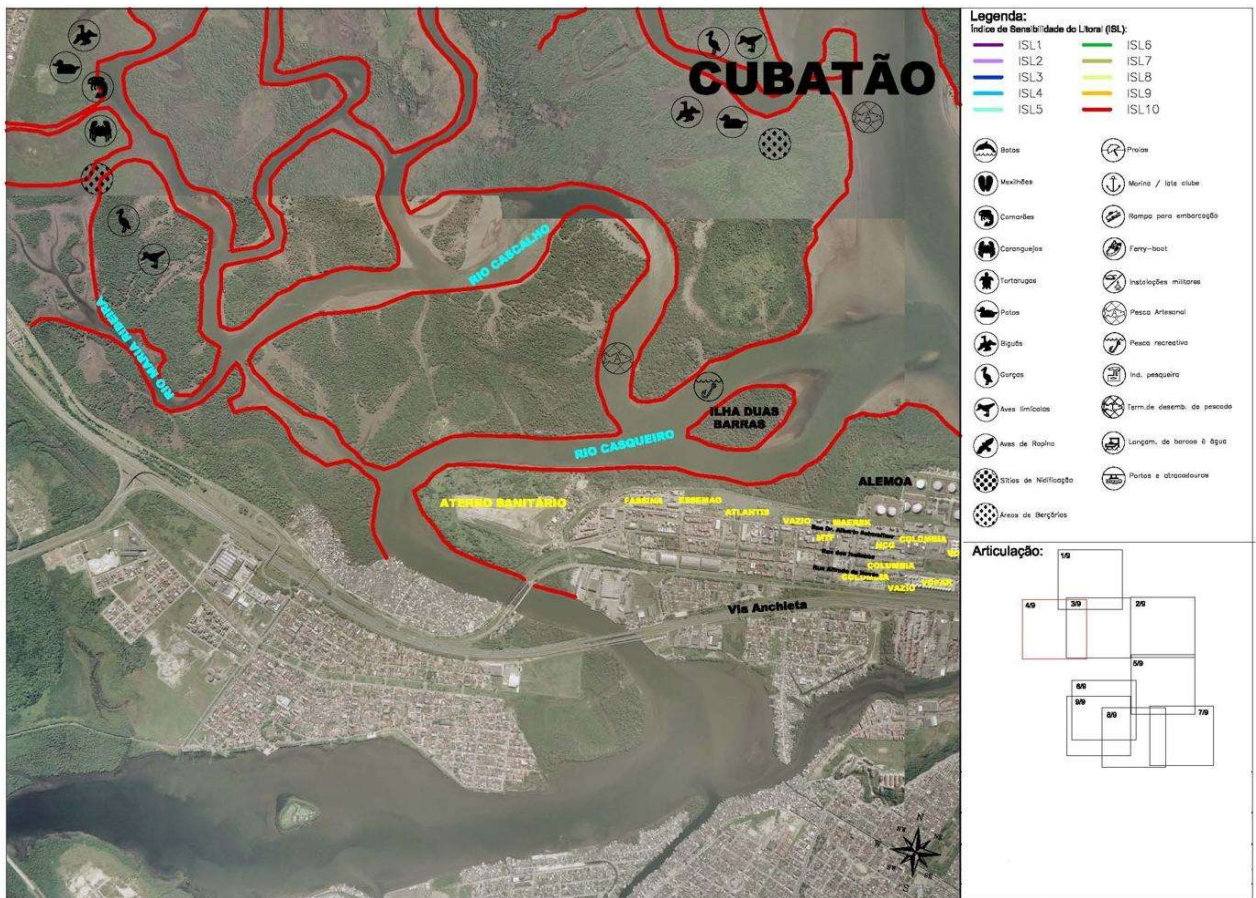 CUBATÃO
RIO CASCALHO
RIO MARIA RIBEIRA
ILHA DUAS
BARRAS
RIO CASQUEIRO
ALEMOA
ATERRO SANITÁRIO
FASSINA
ESSEMAO
ATLANTIS
VAZIO
MAERSK
MTF
COLUMBIA
COLUMBIA
VAZIO
VOPAK
Via Anchieta
N
S
Legenda:
Índice de Sensibilidade do Litoral (ISL):
ISL1
ISL2
ISL3
ISL4
ISL5
ISL6
ISL7
ISL8
ISL9
ISL10
Botos
Mexilhões
Camarões
Caranguejos
Tartarugas
Patos
Biguás
Garças
Aves limícolas
Aves de Rapina
Sítios de Nidificação
Áreas de Berçários
Praias
Marina / Iate clube
Rampa para embarcação
Ferry-boat
Instalações militares
Pesca Artesanal
Pesca recreativa
Ind. pesqueira
Term.de desemb. de pescado
Lançam. de barcos à água
Portos e atracadouros
Articulação:
1/9
4/9
3/9
2/9
5/9
6/9
9/9
8/9
7/9